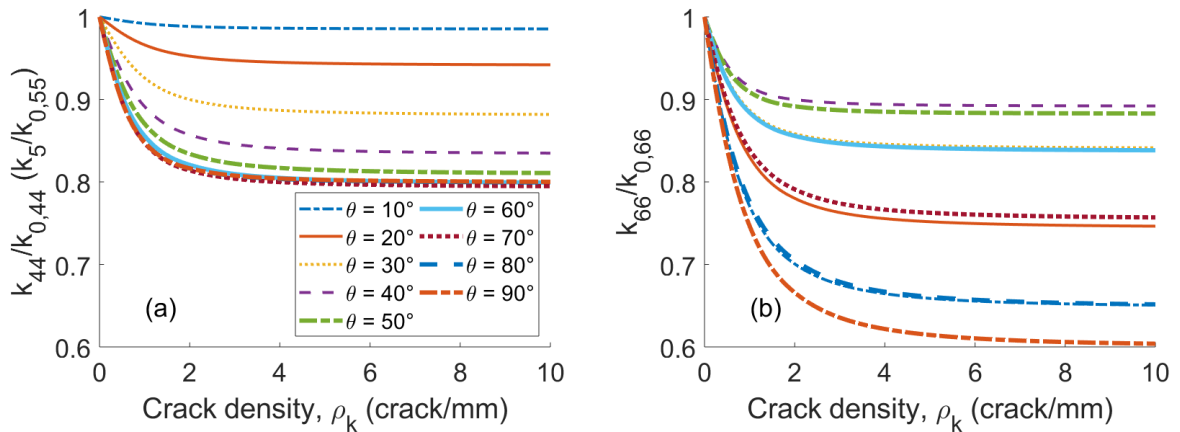 k44/k0,44 (k5/k0,55)
1
0.9
0.8
0.7
0.6
θ = 10°
θ = 20°
θ = 30°
θ = 40°
θ = 50°
θ = 60°
θ = 70°
θ = 80°
θ = 90°
(a)
0 2 4 6 8 10
Crack density, ρk (crack/mm)
k66/k0,66
1
0.9
0.8
0.7
0.6
(b)
0 2 4 6 8 10
Crack density, ρk (crack/mm)